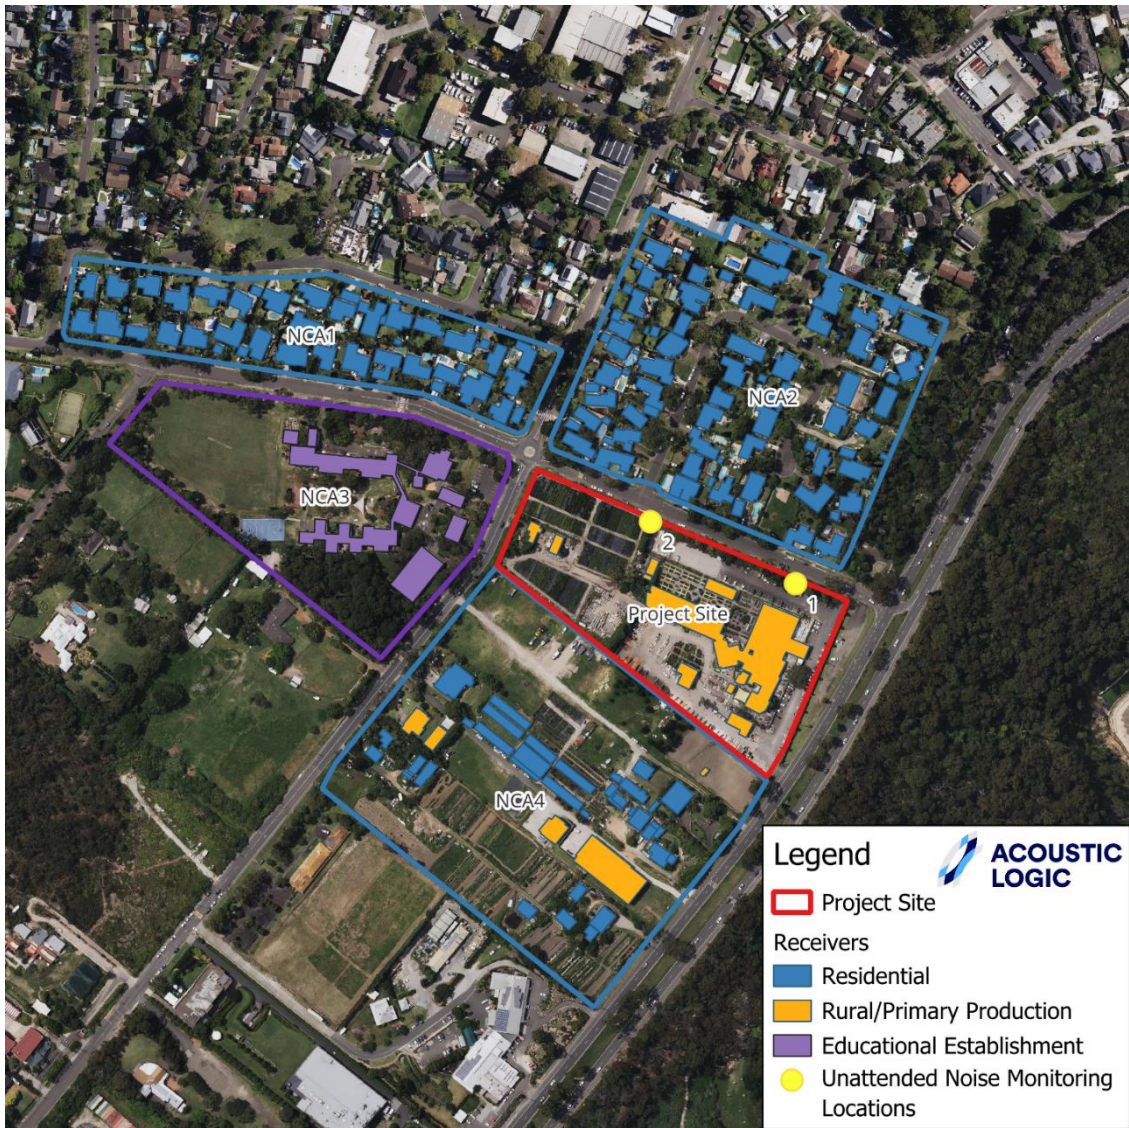 NCA1
NCA2
NCA3
2
1
Project Site
NCA4
Legend
ACOUSTIC
LOGIC
Project Site
Receivers
Residential
Rural/Primary Production
Educational Establishment
Unattended Noise Monitoring
Locations